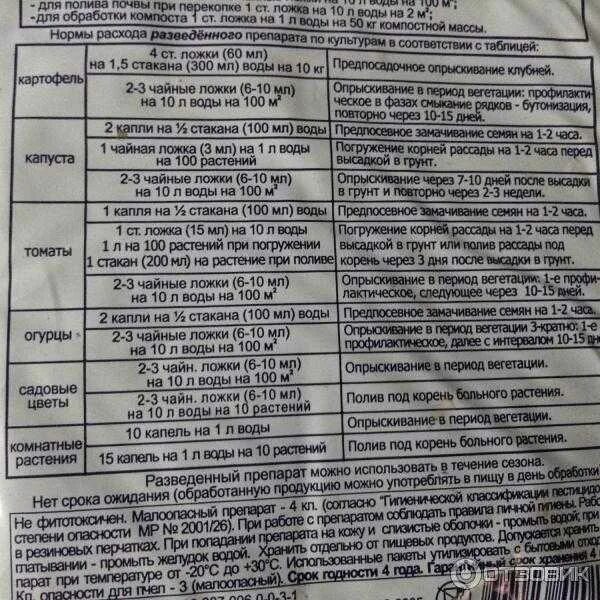 - для полива почвы при перекопке 1 ст. ложка на 10 л воды на 2 м²;
- для обработки компоста 1 ст. ложка на 1 л воды на 50 кг компостной массы.
Нормы расхода разведённого препарата по культурам в соответствии с таблицей:
картофель
4 ст. ложки (60 мл)
на 1,5 стакана (300 мл) воды на 10 кг
Предпосадочное опрыскивание клубней.
2-3 чайные ложки (6-10 мл)
на 10 л воды на 100 м²
Опрыскивание в период вегетации: профилакти-
ческое в фазах смыкание рядков - бутонизация,
повторно через 10-15 дней.
капуста
2 капли на ½ стакана (100 мл) воды
Предпосевное замачивание семян на 1-2 часа.
1 чайная ложка (3 мл) на 1 л воды
на 100 растений
Погружение корней рассады на 1-2 часа перед
высадкой в грунт.
2-3 чайные ложки (6-10 мл)
на 10 л воды на 100 м²
Опрыскивание через 7-10 дней после высадки
в грунт и повторно через 2-3 недели.
томаты
1 капля на ½ стакана (100 мл) воды
Предпосевное замачивание семян на 1-2 часа.
1 ст. ложка (15 мл) на 10 л воды
1 л на 100 растений при погружении
1 стакан (200 мл) на растение при поливе
Погружение корней рассады на 1-2 часа перед
высадкой в грунт или полив рассады под
корень через 3 дня после высадки в грунт.
2-3 чайные ложки (6-10 мл)
на 10 л воды на 100 м²
Опрыскивание в период вегетации: 1-е профи-
лактическое, следующее через 10-15 дней.
огурцы
2 капли на ½ стакана (100 мл) воды
Предпосевное замачивание семян на 1-2 часа.
2-3 чайные ложки (6-10 мл)
на 10 л воды на 100 м²
Опрыскивание в период вегетации 3-кратно: 1-е
профилактическое, далее с интервалом 10-15 дн
садовые
цветы
2-3 чайн. ложки (6-10 мл)
на 10 л воды на 100 м²
Опрыскивание в период вегетации.
2-3 чайн. ложки (6-10 мл)
на 10 л воды на 10 растений
Полив под корень больного растения.
комнатные
растения
10 капель на 1 л воды
Опрыскивание в период вегетации.
15 капель на 1 л воды на 10 растений
Полив под корень больного растения.
Разведенный препарат можно использовать в течение сезона.
Нет срока ожидания (обработанную продукцию можно употреблять в пищу в день обработки
Не фитотоксичен. Малоопасный препарат - 4 кл. (согласно "Гигиенической классификации пестицидо
степени опасности МР № 2001/26). При работе с препаратом соблюдать правила личной гигиены. Рабо
в резиновых перчатках. При попадании препарата на кожу и слизистые оболочки - промыть водой; при
глатывании - промыть желудок водой. Хранить отдельно от пищевых продуктов. Допускается хранить
парат при температуре от -20°С до +30°С. Использованные пакеты утилизировать с бытовыми отход
Кл. опасности для пчел - 3 (малоопасный). Срок годности 4 года. Гарантийный срок хранения 4
ОТЗОВИК